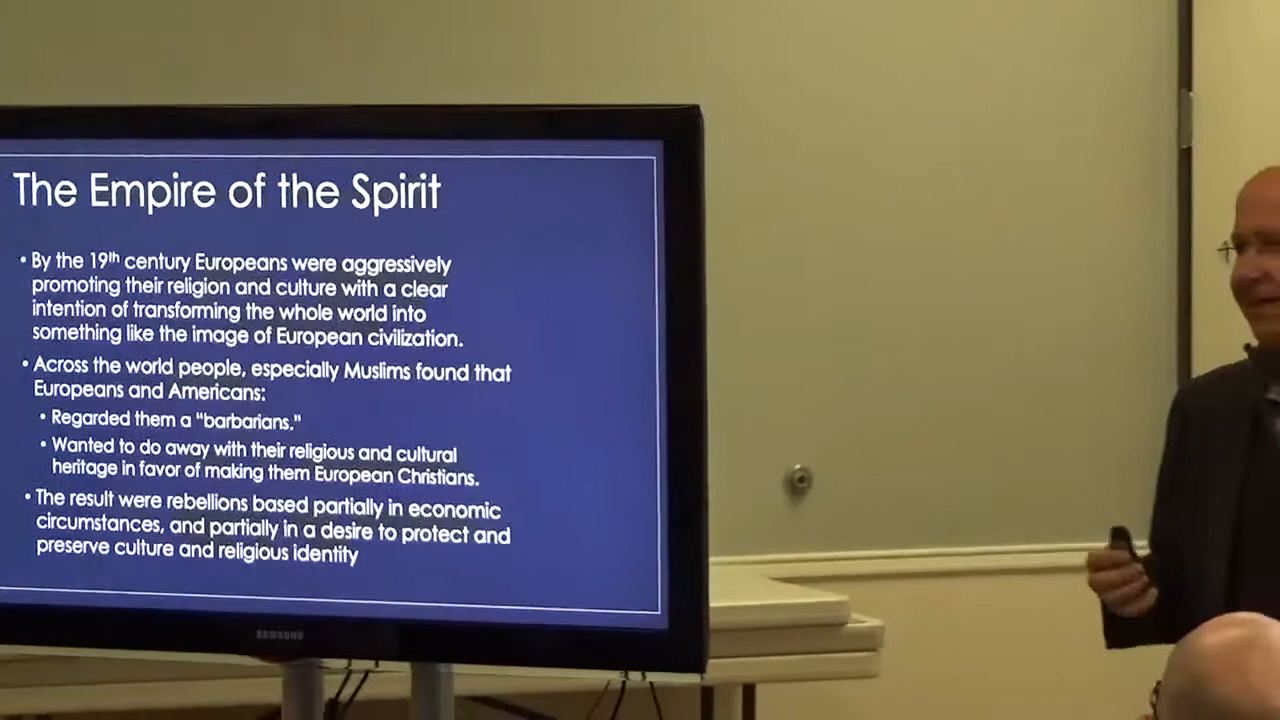 The Empire of the Spirit
• By the 19th century Europeans were aggressively
promoting their religion and culture with a clear
intention of transforming the whole world into
something like the image of European civilization.
• Across the world people, especially Muslims found that
Europeans and Americans:
• Regarded them a “barbarians.”
• Wanted to do away with their religious and cultural
heritage in favor of making them European Christians.
• The result were rebellions based partially in economic
circumstances, and partially in a desire to protect and
preserve culture and religious identity
SAMSUNG